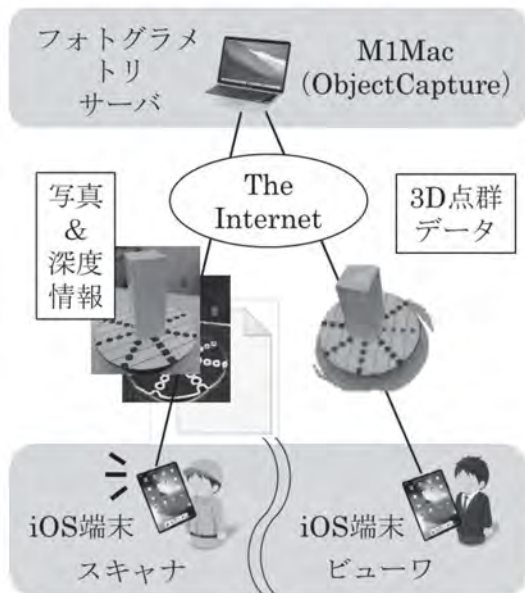 フォトグラメ
トリ
サーバ
M1Mac
(ObjectCapture)
The
Internet
写真
&
深度
情報
3D点群
データ
iOS端末
スキャナ
iOS端末
ビューワ